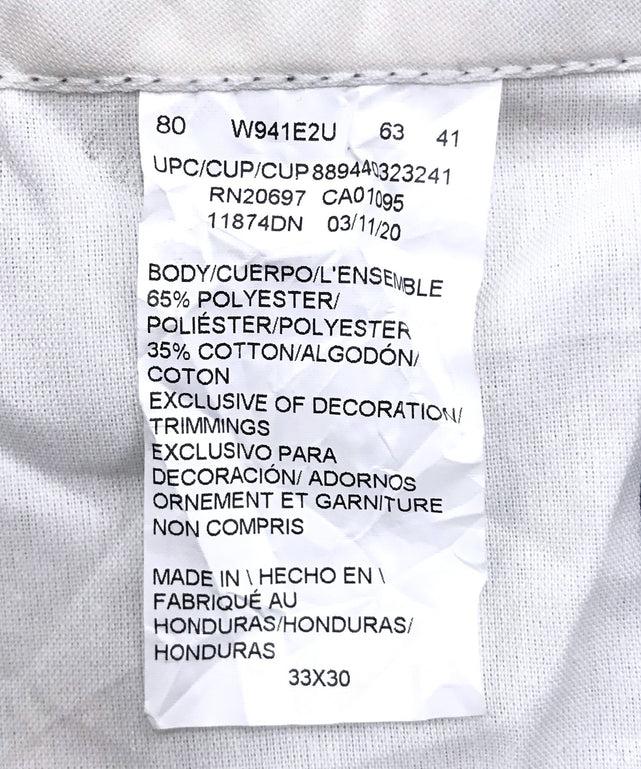 80 W941E2U 63 41
UPC/CUP/CUP889440323241
RN20697 CA01095
11874DN 03/11/20
BODY/CUERPO/L'ENSEMBLE
65% POLYESTER/
POLIÉSTER/POLYESTER
35% COTTON/ALGODÓN/
COTON
EXCLUSIVE OF DECORATION/
TRIMMINGS
EXCLUSIVO PARA
DECORACIÓN/ ADORNOS
ORNEMENT ET GARNITURE
NON COMPRIS
MADE IN \ HECHO EN \
FABRIQUÉ AU
HONDURAS/HONDURAS/
HONDURAS
33X30